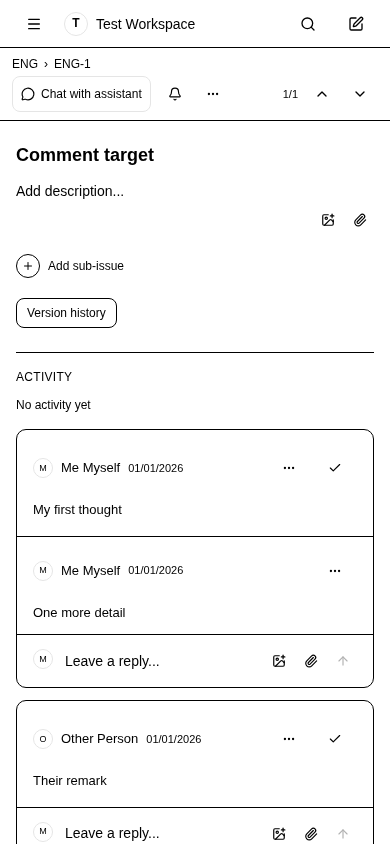 T Test Workspace
ENG › ENG-1
Chat with assistant
1/1
Comment target
Add description...
Add sub-issue
Version history
ACTIVITY
No activity yet
M Me Myself 01/01/2026
My first thought
M Me Myself 01/01/2026
One more detail
M Leave a reply...
O Other Person 01/01/2026
Their remark
M Leave a reply...